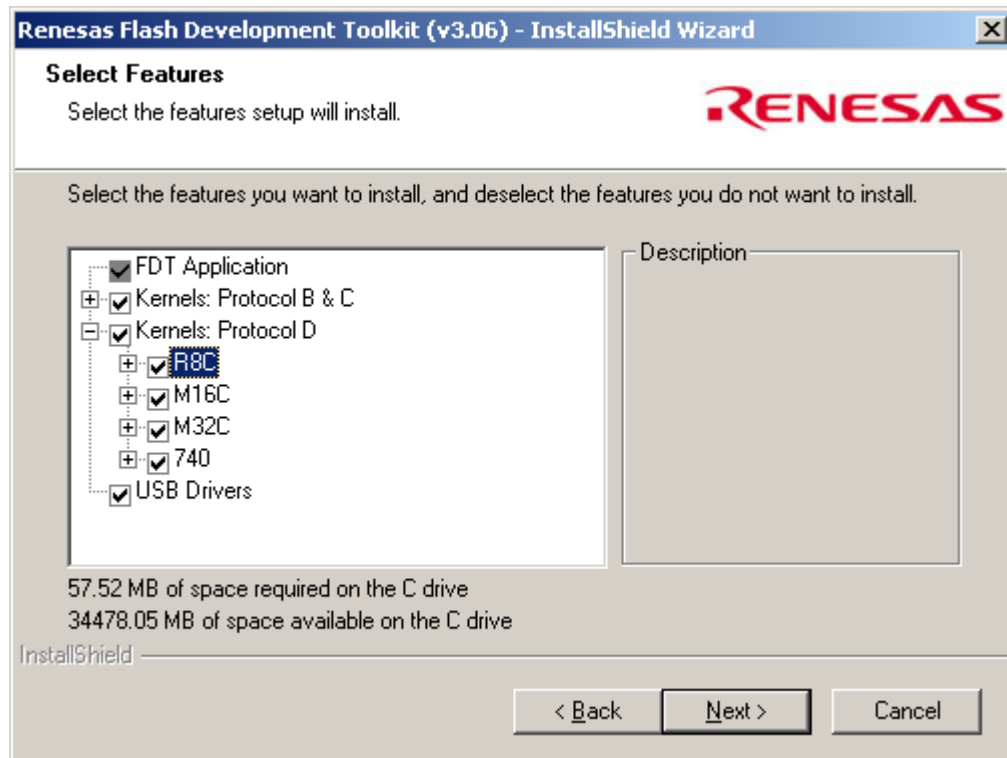 Renesas Flash Development Toolkit (v3.06) - InstallShield Wizard
Select Features
Select the features setup will install.
RENESAS
Select the features you want to install, and deselect the features you do not want to install.
FDT Application
Kernels: Protocol B & C
Kernels: Protocol D
R8C
M16C
M32C
740
USB Drivers
Description
57.52 MB of space required on the C drive
34478.05 MB of space available on the C drive
InstallShield
< Back
Next >
Cancel